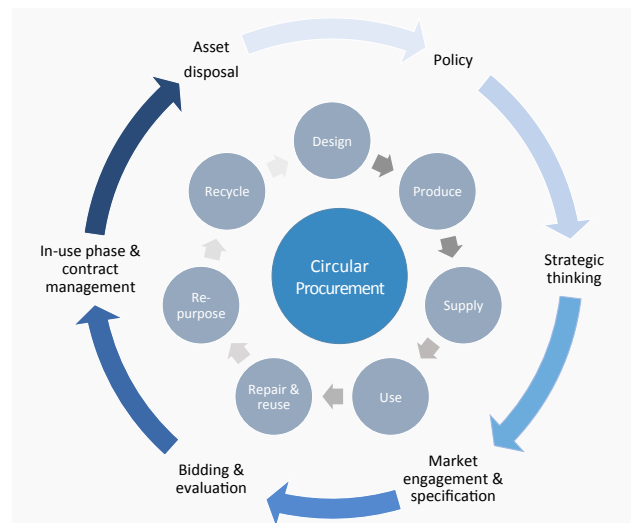 Asset
disposal
Policy
Strategic
thinking
Market
engagement &
specification
Bidding &
evaluation
In-use phase &
contract
management
Design
Produce
Supply
Use
Repair &
reuse
Re-
purpose
Recycle
Circular
Procurement